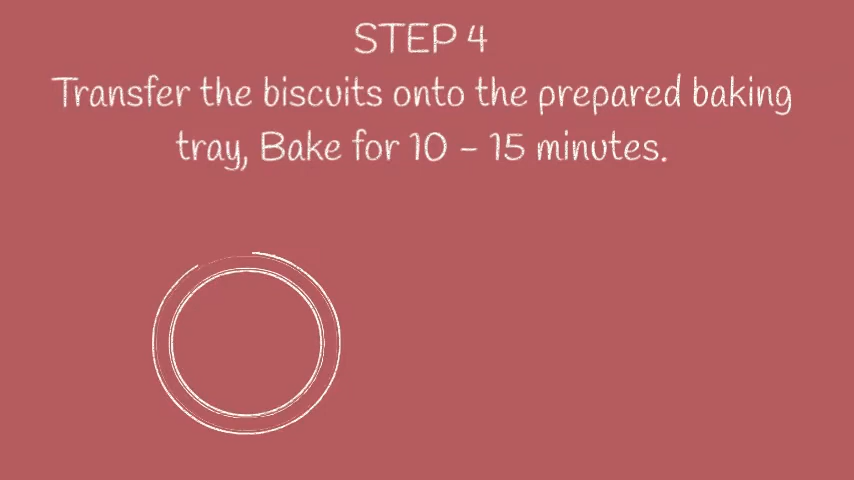 STEP 4
Transfer the biscuits onto the prepared baking
tray, Bake for 10 - 15 minutes.